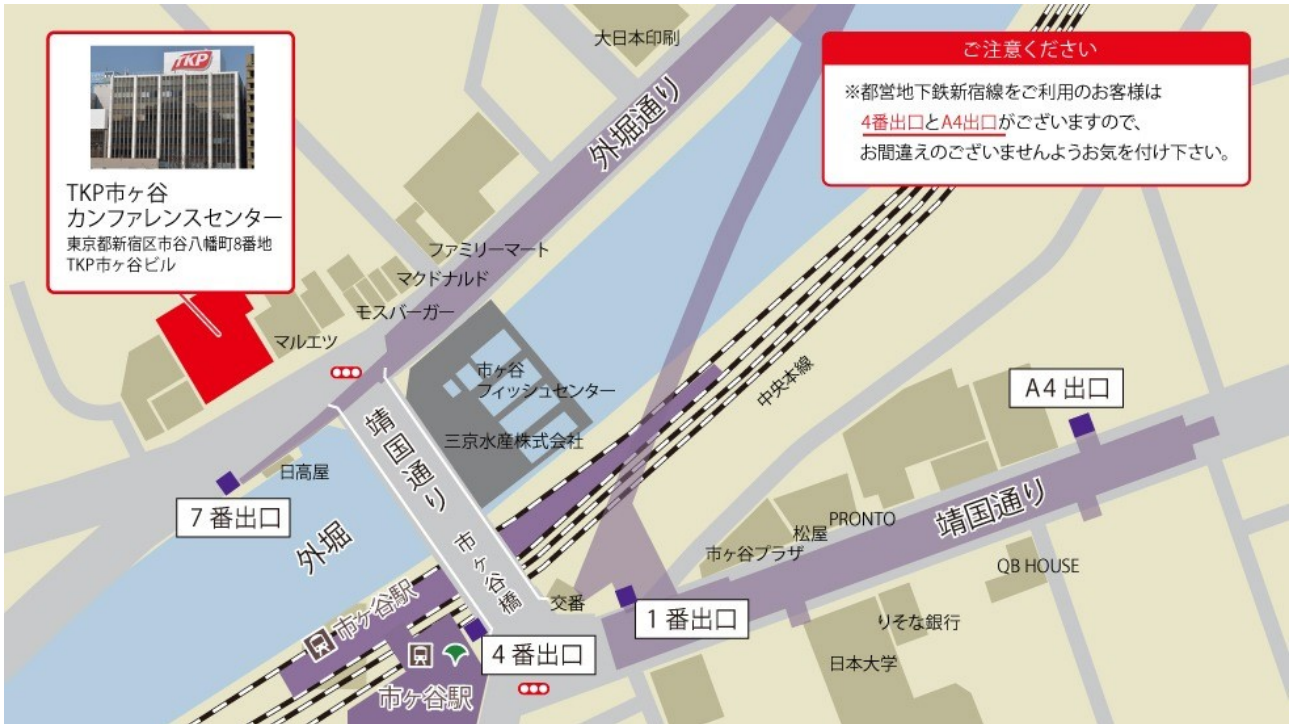 TKP
TKP市ヶ谷
カンファレンスセンター
東京都新宿区市谷八幡町8番地
TKP市ヶ谷ビル
大日本印刷
ご注意ください
※都営地下鉄新宿線をご利用のお客様は
4番出口とA4出口がございますので、
お間違えのございませんようお気を付け下さい。
外堀通り
ファミリーマート
マクドナルド
モスバーガー
マルエツ
市ヶ谷
フィッシュセンター
三京水産株式会社
中央本線
A4 出口
靖国通り
日高屋
7 番出口
外堀
市ヶ谷橋
靖国通り
PRONTO
松屋
市ヶ谷プラザ
QB HOUSE
交番
1 番出口
りそな銀行
日本大学
市ヶ谷駅
4 番出口
市ヶ谷駅